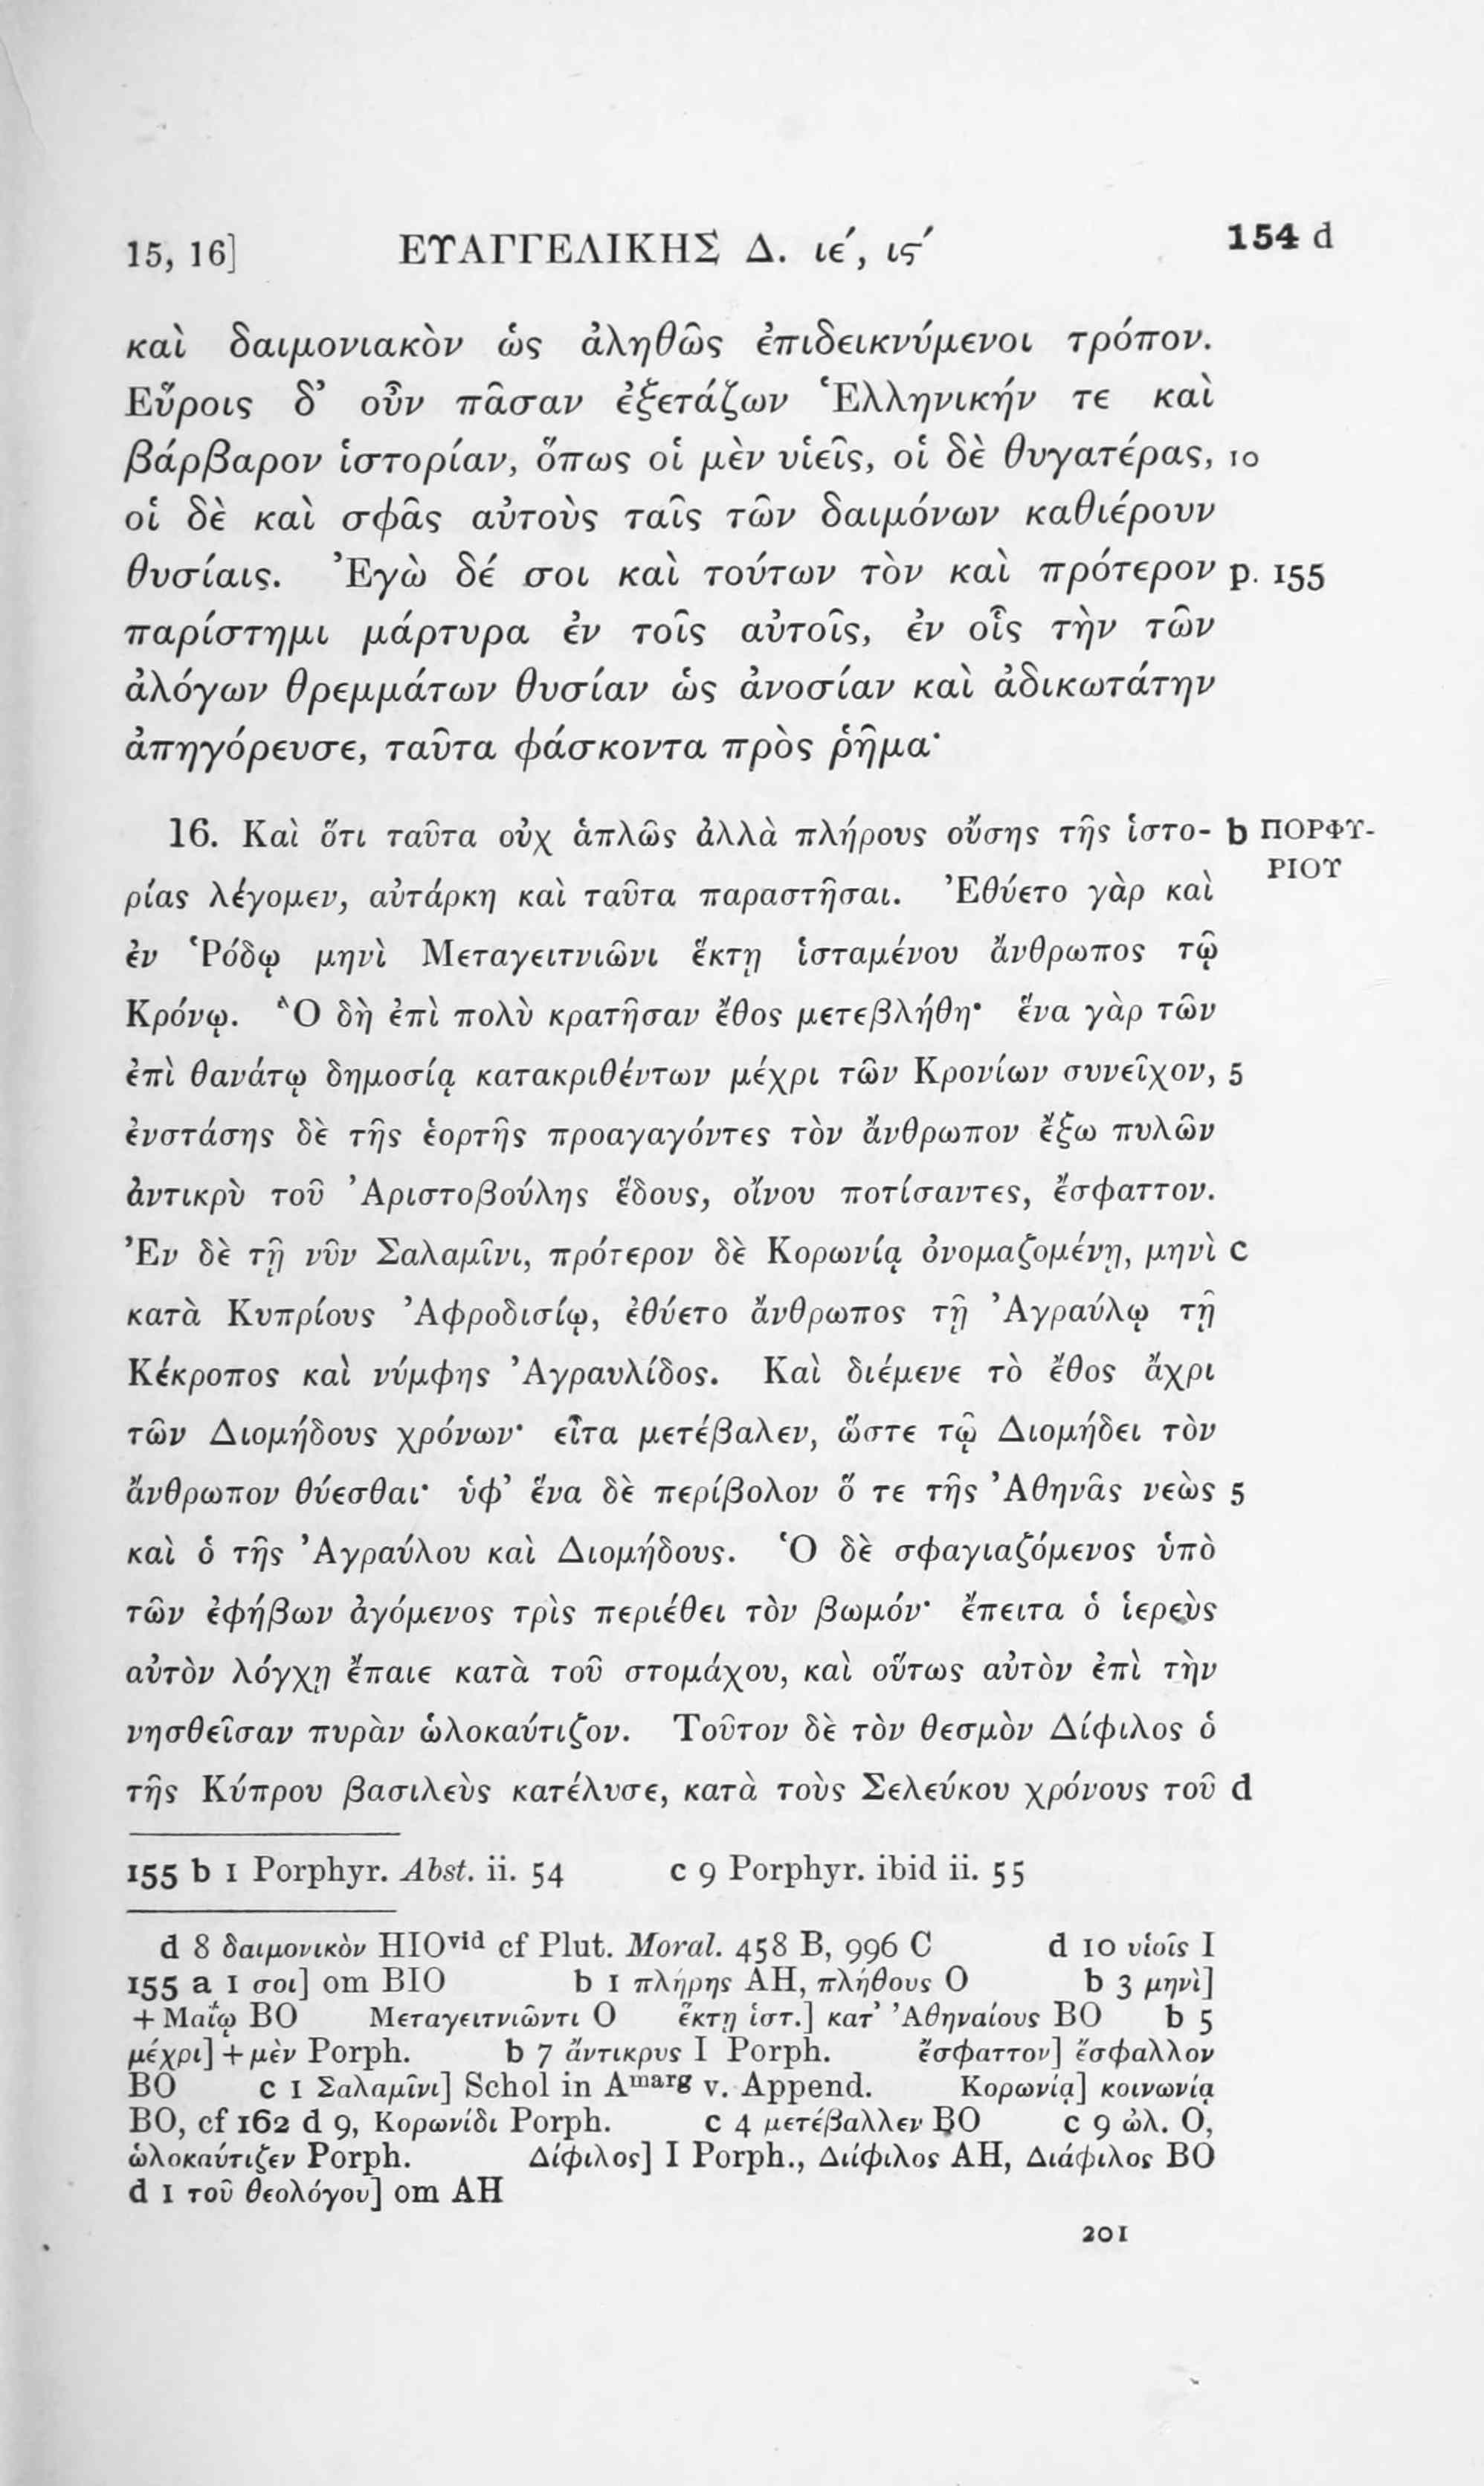 15, 16] ΕΥΑΓΓΕΛΙΚΗΣ Δ. ιέ, ις´ 154 d
καὶ δαιμονιακὸν ὡς ἀληθῶς ἐπιδεικνύμενοι τρόπον.
Εὕροις δ᾽ οὖν πᾶσαν ἐξετάζων Ἑλληνικήν τε καὶ
βάρβαρον ἱστορίαν, ὅπως οἱ μὲν υἱεῖς, οἱ δὲ θυγατέρας, 10
οἱ δὲ καὶ σφᾶς αὐτοὺς ταῖς τῶν δαιμόνων καθιέρουν
θυσίαις. Ἐγὼ δέ σοι καὶ τούτων τὸν καὶ πρότερον p. 155
παρίστημι μάρτυρα ἐν τοῖς αὐτοῖς, ἐν οἷς τὴν τῶν
ἀλόγων θρεμμάτων θυσίαν ὡς ἀνοσίαν καὶ ἀδικωτάτην
ἀπηγόρευσε, ταῦτα φάσκοντα πρὸς ῥῆμα·
16. Καὶ ὅτι ταῦτα οὐχ ἁπλῶς ἀλλὰ πλήρους οὔσης τῆς ἱστο- b ΠΟΡΦΥ-
ΡΙΟΥ
ρίας λέγομεν, αὐτάρκη καὶ ταῦτα παραστῆσαι. Ἐθύετο γὰρ καὶ
ἐν Ῥόδῳ μηνὶ Μεταγειτνιῶνι ἕκτῃ ἱσταμένου ἄνθρωπος τῷ
Κρόνῳ. Ὃ δὴ ἐπὶ πολὺ κρατῆσαν ἔθος μετεβλήθη· ἕνα γὰρ τῶν
ἐπὶ θανάτῳ δημοσίᾳ κατακριθέντων μέχρι τῶν Κρονίων συνεῖχον, 5
ἐνστάσης δὲ τῆς ἑορτῆς προαγαγόντες τὸν ἄνθρωπον ἔξω πυλῶν
ἀντικρὺ τοῦ Ἀριστοβούλης ἕδους, οἴνου ποτίσαντες, ἔσφαττον.
Ἐν δὲ τῇ νῦν Σαλαμῖνι, πρότερον δὲ Κορωνίᾳ ὀνομαζομένῃ, μηνὶ c
κατὰ Κυπρίους Ἀφροδισίῳ, ἐθύετο ἄνθρωπος τῇ Ἀγραύλῳ τῇ
Κέκροπος καὶ νύμφης Ἀγραυλίδος. Καὶ διέμενε τὸ ἔθος ἄχρι
τῶν Διομήδους χρόνων· εἶτα μετέβαλεν, ὥστε τῷ Διομήδει τὸν
ἄνθρωπον θύεσθαι· ὑφ᾽ ἕνα δὲ περίβολον ὅ τε τῆς Ἀθηνᾶς νεὼς 5
καὶ ὁ τῆς Ἀγραύλου καὶ Διομήδους. Ὁ δὲ σφαγιαζόμενος ὑπὸ
τῶν ἐφήβων ἀγόμενος τρὶς περιέθει τὸν βωμόν· ἔπειτα ὁ ἱερεὺς
αὐτὸν λόγχῃ ἔπαιε κατὰ τοῦ στομάχου, καὶ οὕτως αὐτὸν ἐπὶ τὴν
νησθεῖσαν πυρὰν ὡλοκαύτιζον. Τοῦτον δὲ τὸν θεσμὸν Δίφιλος ὁ
τῆς Κύπρου βασιλεὺς κατέλυσε, κατὰ τοὺς Σελεύκου χρόνους τοῦ d
155 b 1 Porphyr. Abst. ii. 54 c 9 Porphyr. ibid ii. 55
d 8 δαιμονικὸν HIOvid cf Plut. Moral. 458 B, 996 C d 10 υἱοῖς I
155 a 1 σοι] om BIO b 1 πλήρης AH, πλήθους O b 3 μηνὶ]
+ Μαΐῳ BO Μεταγειτνιῶντι O ἕκτῃ ἱστ.] κατ᾽ Ἀθηναίους BO b 5
μέχρι] + μὲν Porph. b 7 ἄντικρυς I Porph. ἔσφαττον] ἔσφαλλον
BO c 1 Σαλαμῖνι] Schol in Amarg v. Append. Κορωνίᾳ] κοινωνίᾳ
BO, cf 162 d 9, Κορωνίδι Porph. c 4 μετέβαλλεν BO c 9 ὠλ. O,
ὡλοκαύτιζεν Porph. Δίφιλος] I Porph., Διίφιλος AH, Διάφιλος BO
d 1 τοῦ θεολόγου] om AH
201